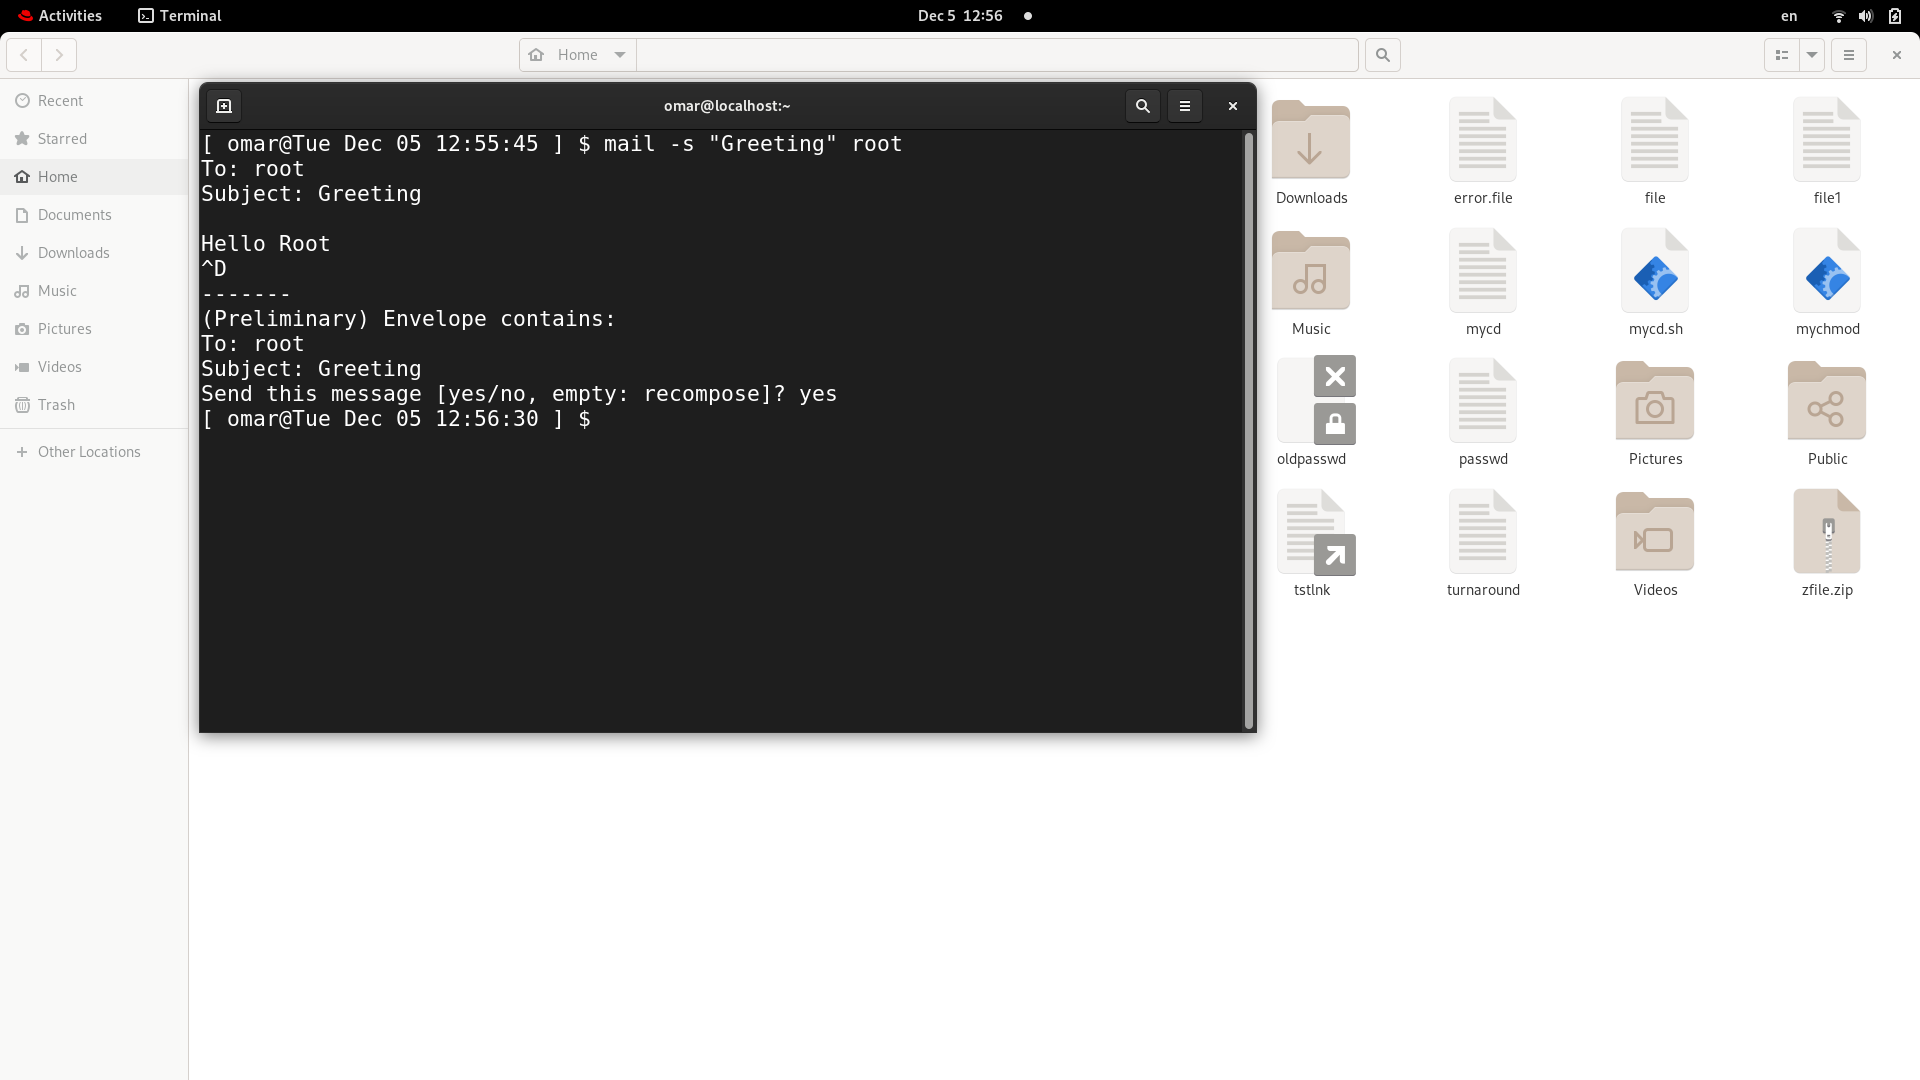 Activities
Terminal
Dec 5 12:56
en
Home
Recent
Starred
Home
Documents
Downloads
Music
Pictures
Videos
Trash
Other Locations
omar@localhost:~
[ omar@Tue Dec 05 12:55:45 ] $ mail -s "Greeting" root
To: root
Subject: Greeting
Hello Root
^D
-------
(Preliminary) Envelope contains:
To: root
Subject: Greeting
Send this message [yes/no, empty: recompose]? yes
[ omar@Tue Dec 05 12:56:30 ] $
Downloads
error.file
file
file1
Music
mycd
mycd.sh
mychmod
oldpasswd
passwd
Pictures
Public
tstlnk
turnaround
Videos
zfile.zip